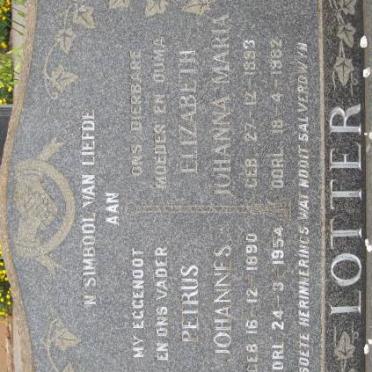 'N SIMBOOL VAN LIEFDE
AAN
MY EGGENOOT
EN ONS VADER
PETRUS
JOHANNES
GEB 16-12-1890
OORL 24-3-1954
ONS DIERBARE
MOEDER EN OUMA
ELIZABETH
JOHANNA MARIA
GEB 27-12-1893
OORL 18-4-1982
SOETE HERINNERINGS WAT NOOIT SAL VERDWYN
LOTTER